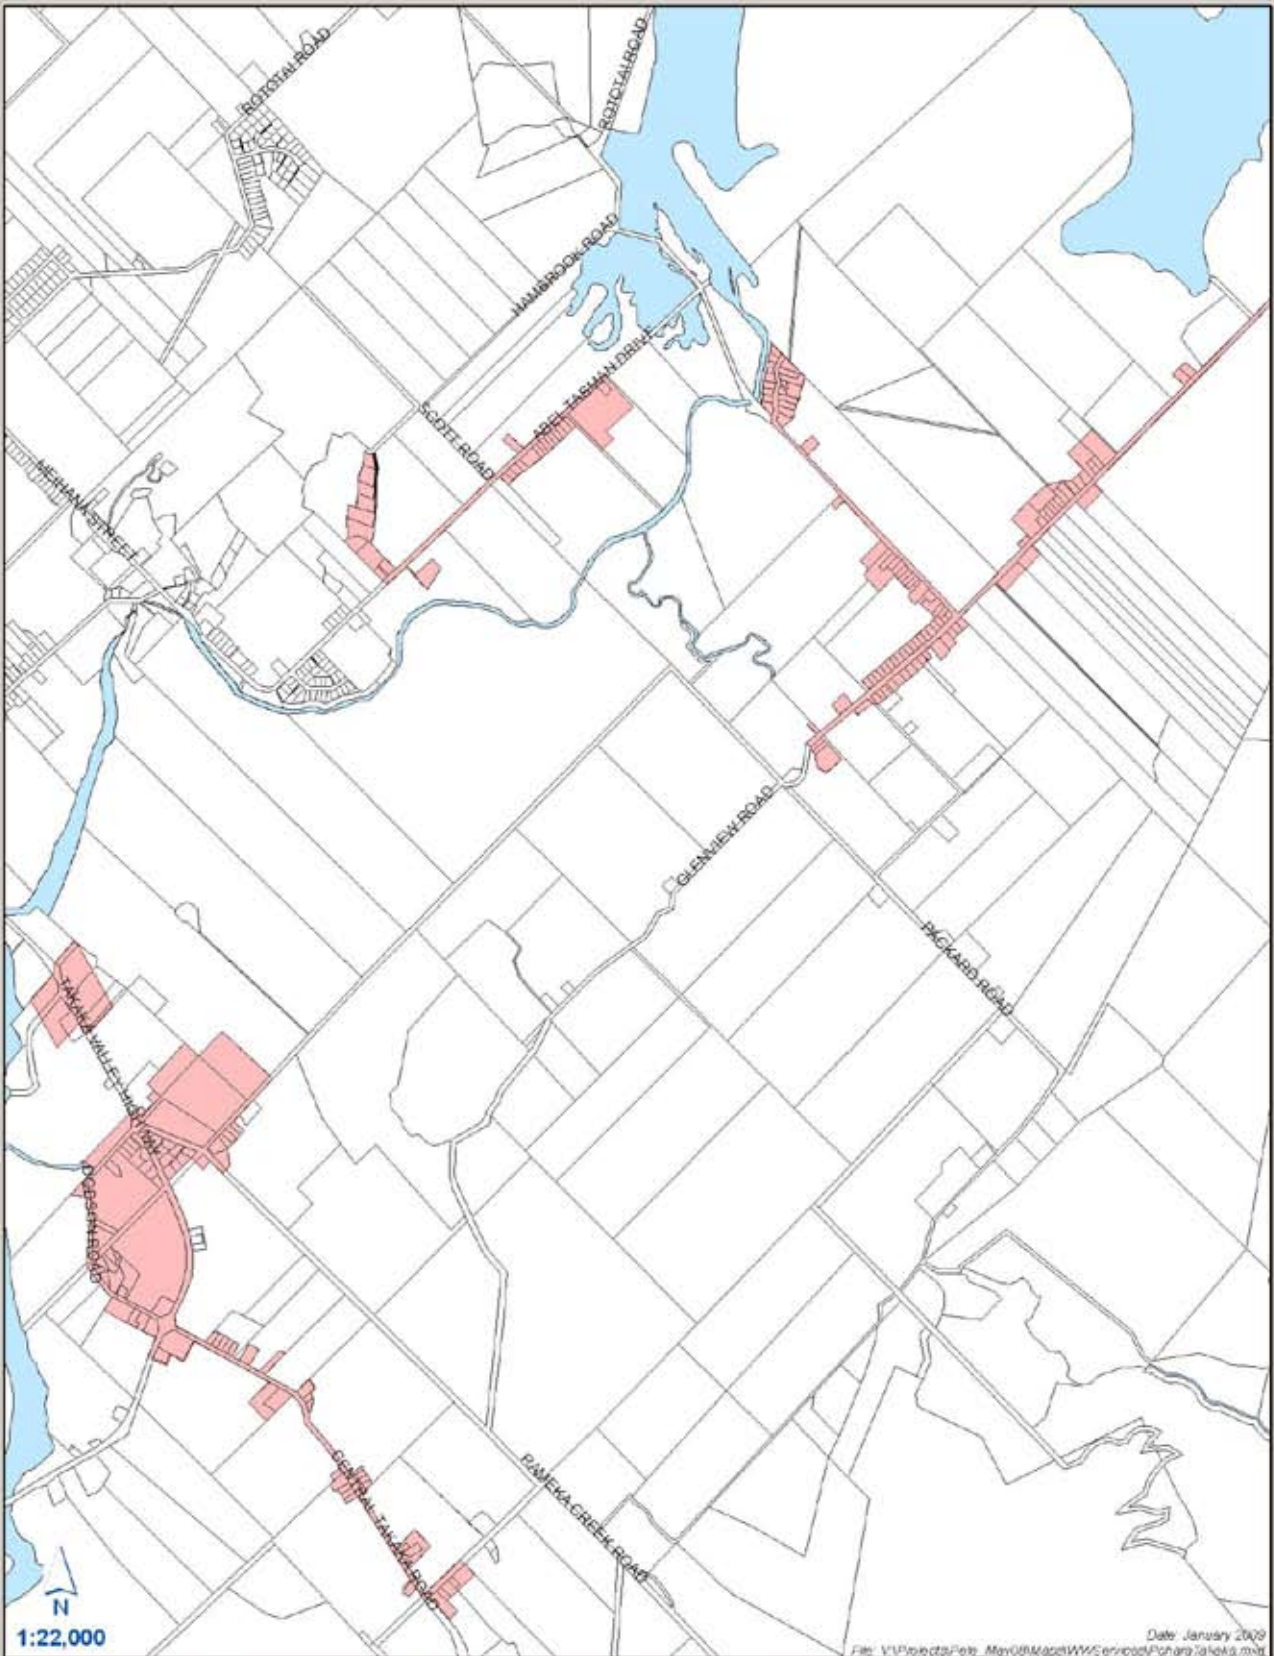 ROTOTAI ROAD
ROTOTAI ROAD
HAMBROOK ROAD
ABEL TASMAN DRIVE
SCOTT ROAD
MEIHANA STREET
GLENVIEW ROAD
PACKARD ROAD
TAKAKA VALLEY HIGHWAY
DODSON ROAD
CENTRAL TAKAKA ROAD
RAMEKA CREEK ROAD
N
1:22,000
Date: January 2009